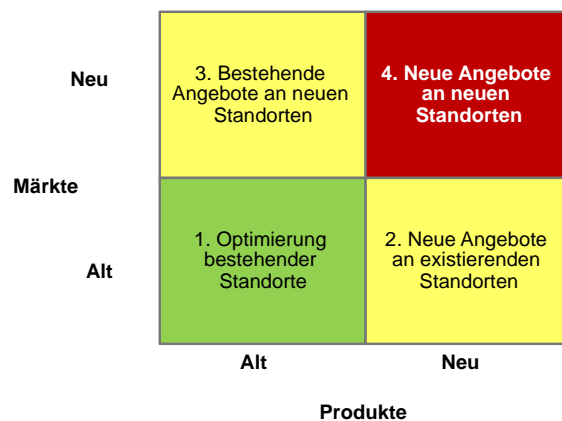 Neu
3. Bestehende
Angebote an neuen
Standorten
4. Neue Angebote
an neuen
Standorten
Märkte
Alt
1. Optimierung
bestehender
Standorte
2. Neue Angebote
an existierenden
Standorten
Alt
Neu
Produkte